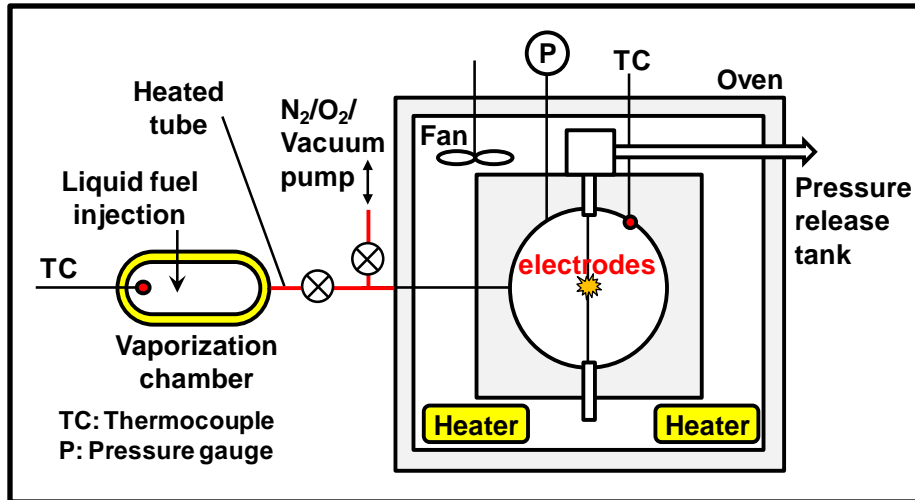 P
TC
Oven
Heated
tube
N₂/O₂/
Vacuum
pump
Fan
Liquid fuel
injection
Pressure
release
tank
TC
electrodes
Vaporization
chamber
TC: Thermocouple
P: Pressure gauge
Heater
Heater